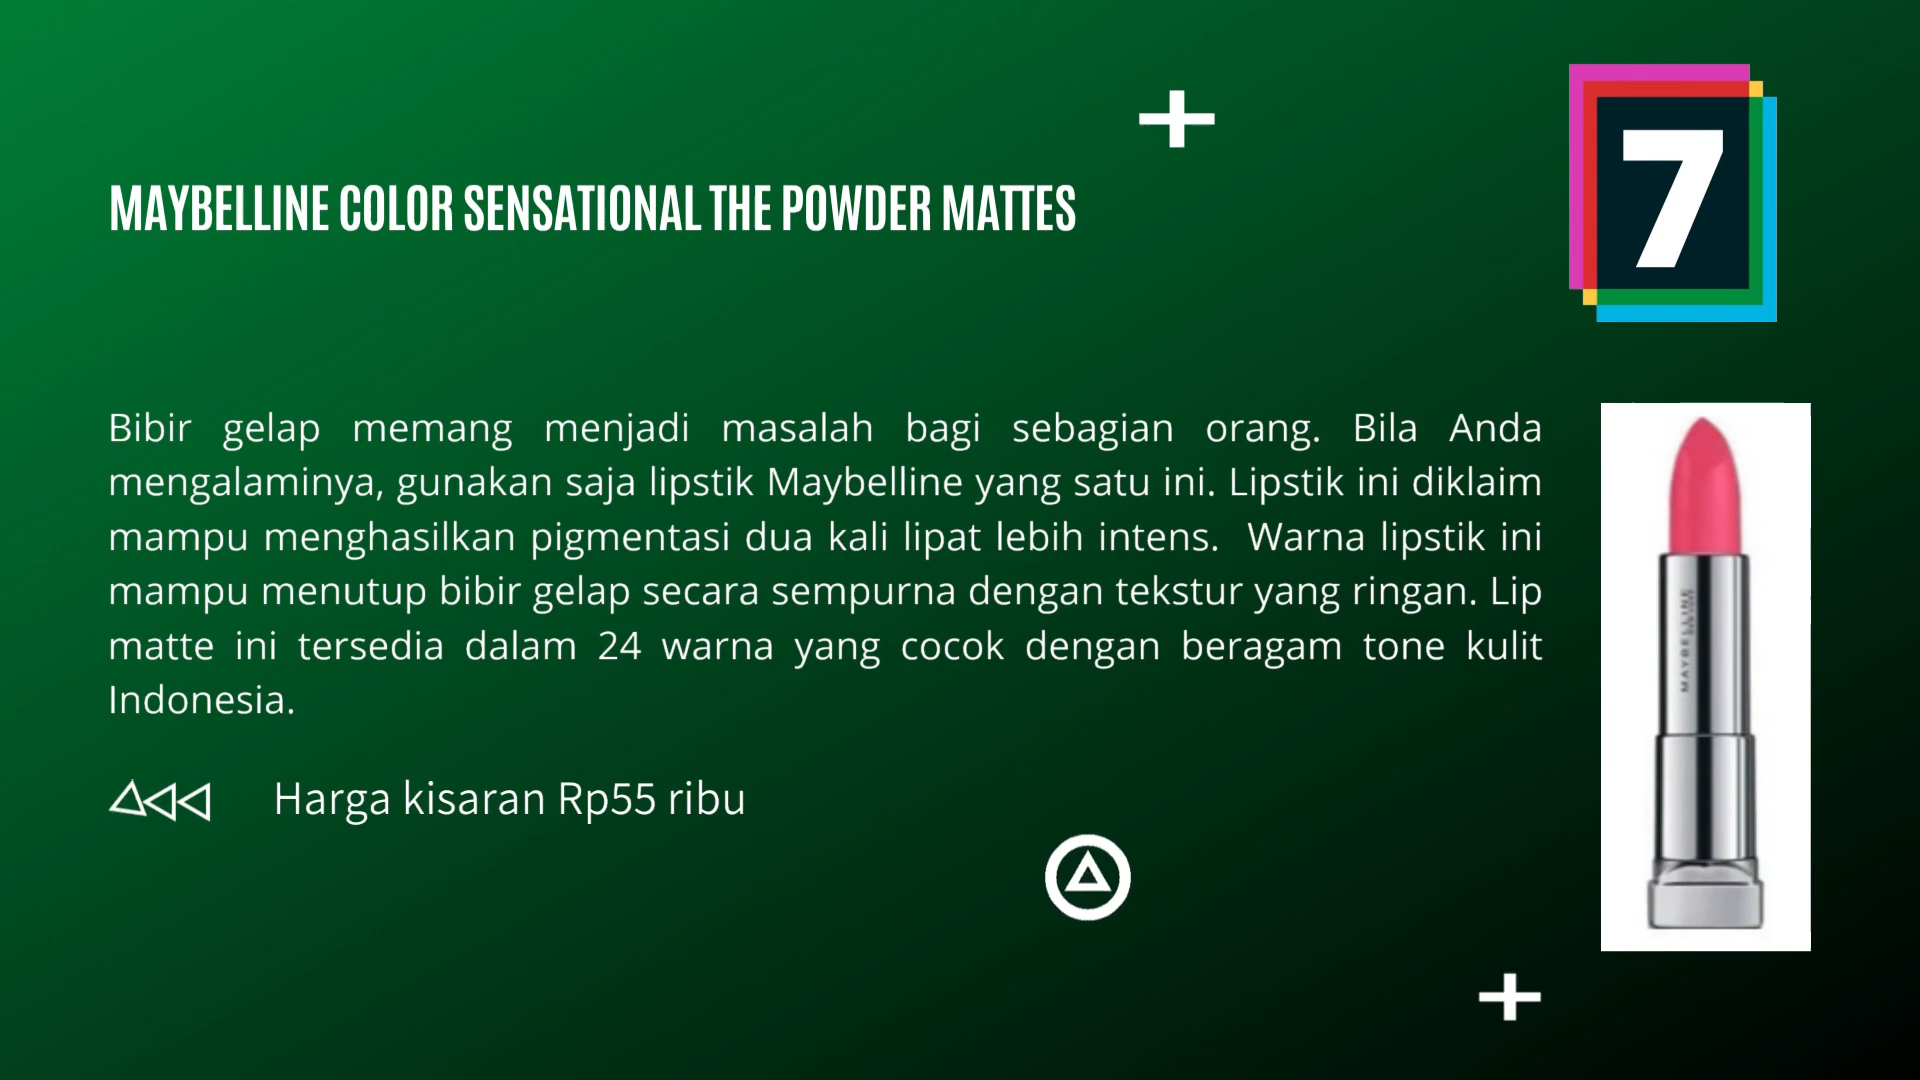 7
MAYBELLINE COLOR SENSATIONAL THE POWDER MATTES
Bibir gelap memang menjadi masalah bagi sebagian orang. Bila Anda
mengalaminya, gunakan saja lipstik Maybelline yang satu ini. Lipstik ini diklaim
mampu menghasilkan pigmentasi dua kali lipat lebih intens.  Warna lipstik ini
mampu menutup bibir gelap secara sempurna dengan tekstur yang ringan. Lip
matte ini tersedia dalam 24 warna yang cocok dengan beragam tone kulit
Indonesia.
Harga kisaran Rp55 ribu
MAYBELLINE